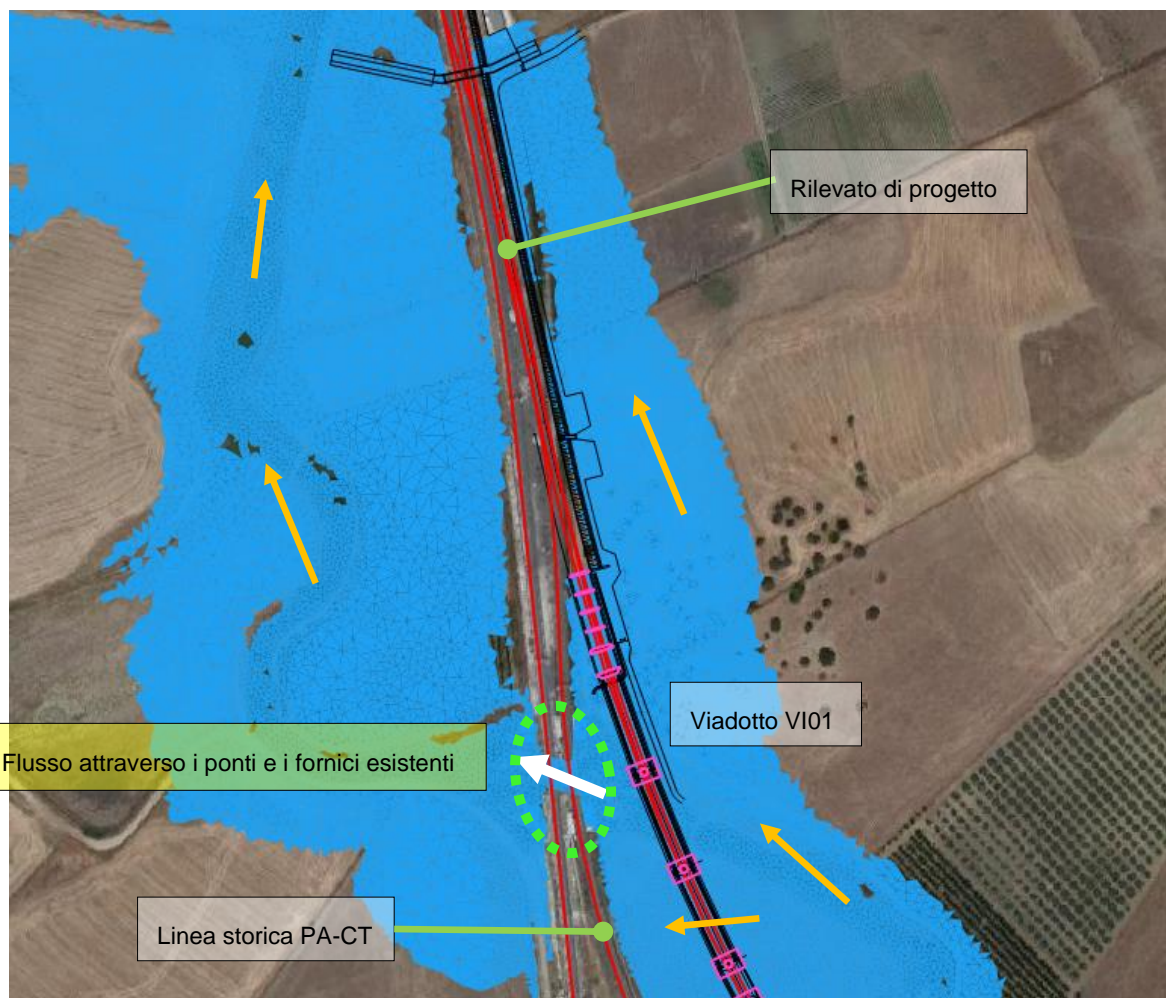 Rilevato di progetto
Viadotto VI01
Flusso attraverso i ponti e i fornici esistenti
Linea storica PA-CT